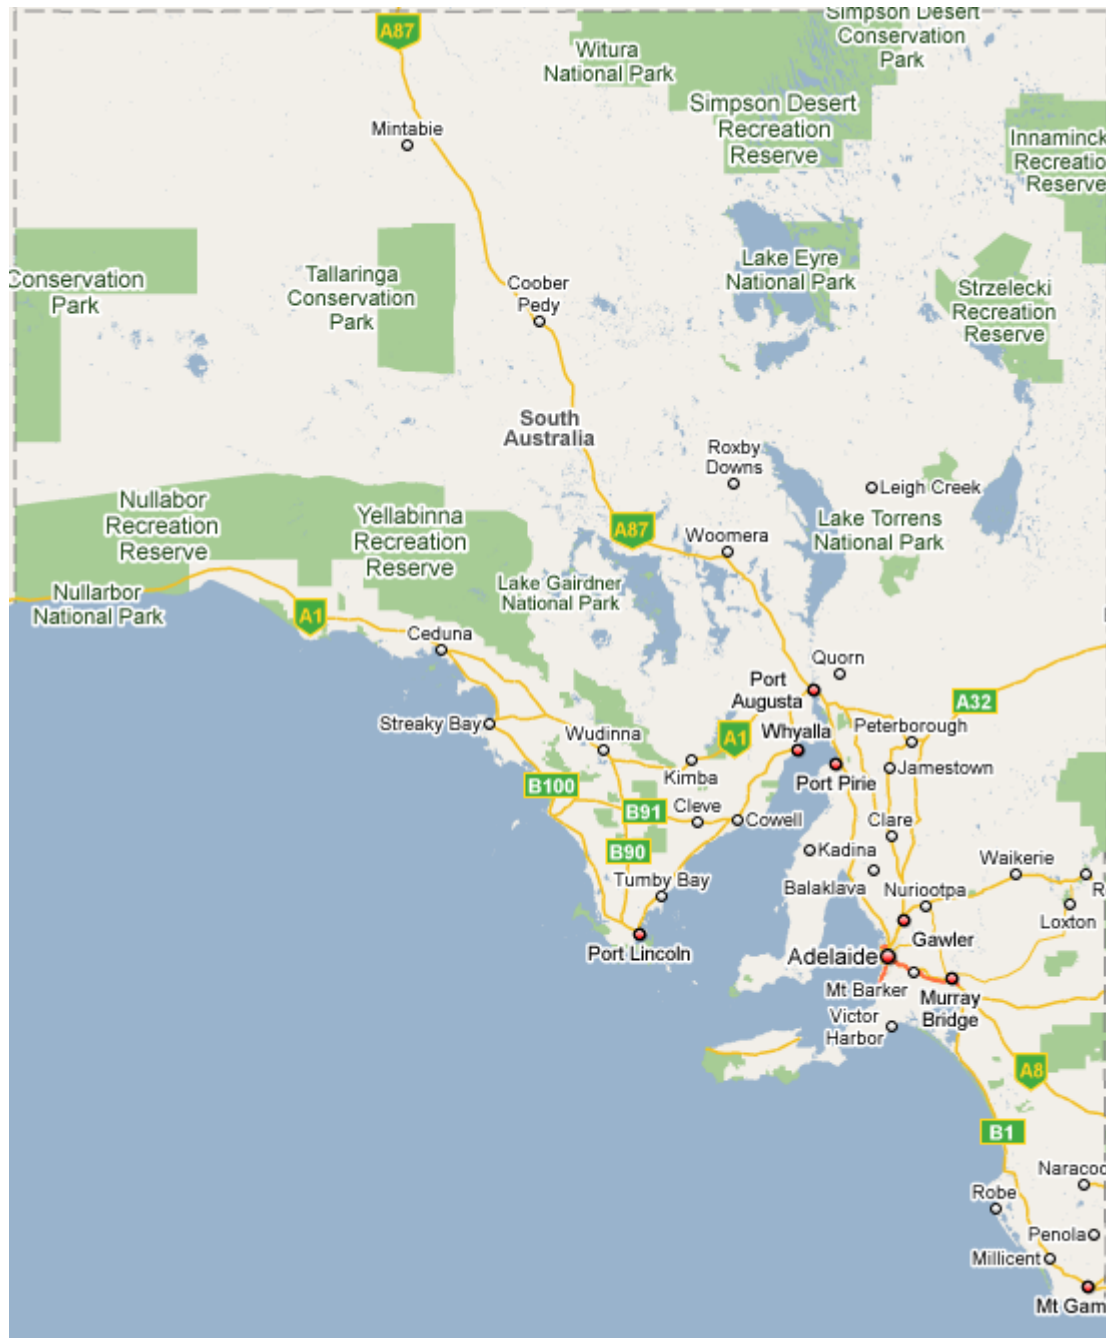 A87
Simpson Desert
Conservation
Park
Witura
National Park
Simpson Desert
Recreation
Reserve
Mintabie
Innaminck
Recreatio
Reserve
Conservation
Park
Tallaringa
Conservation
Park
Coober
Pedy
Lake Eyre
National Park
Strzelecki
Recreation
Reserve
South
Australia
Roxby
Downs
Leigh Creek
Nullabor
Recreation
Reserve
Yellabinna
Recreation
Reserve
A87
Woomera
Lake Torrens
National Park
Nullarbor
National Park
Lake Gairdner
National Park
A1
Ceduna
Quorn
Port
Augusta
A32
Streaky Bay
Wudinna
A1
Whyalla
Peterborough
Kimba
Port Pirie
Jamestown
B100
B91
Cleve
Cowell
Clare
B90
Kadina
Waikerie
Tumby Bay
Balaklava
Nuriootpa
R
Loxton
Port Lincoln
Gawler
Adelaide
Mt Barker
Murray
Bridge
Victor
Harbor
A8
B1
Naracoo
Robe
Penola
Millicent
Mt Gam